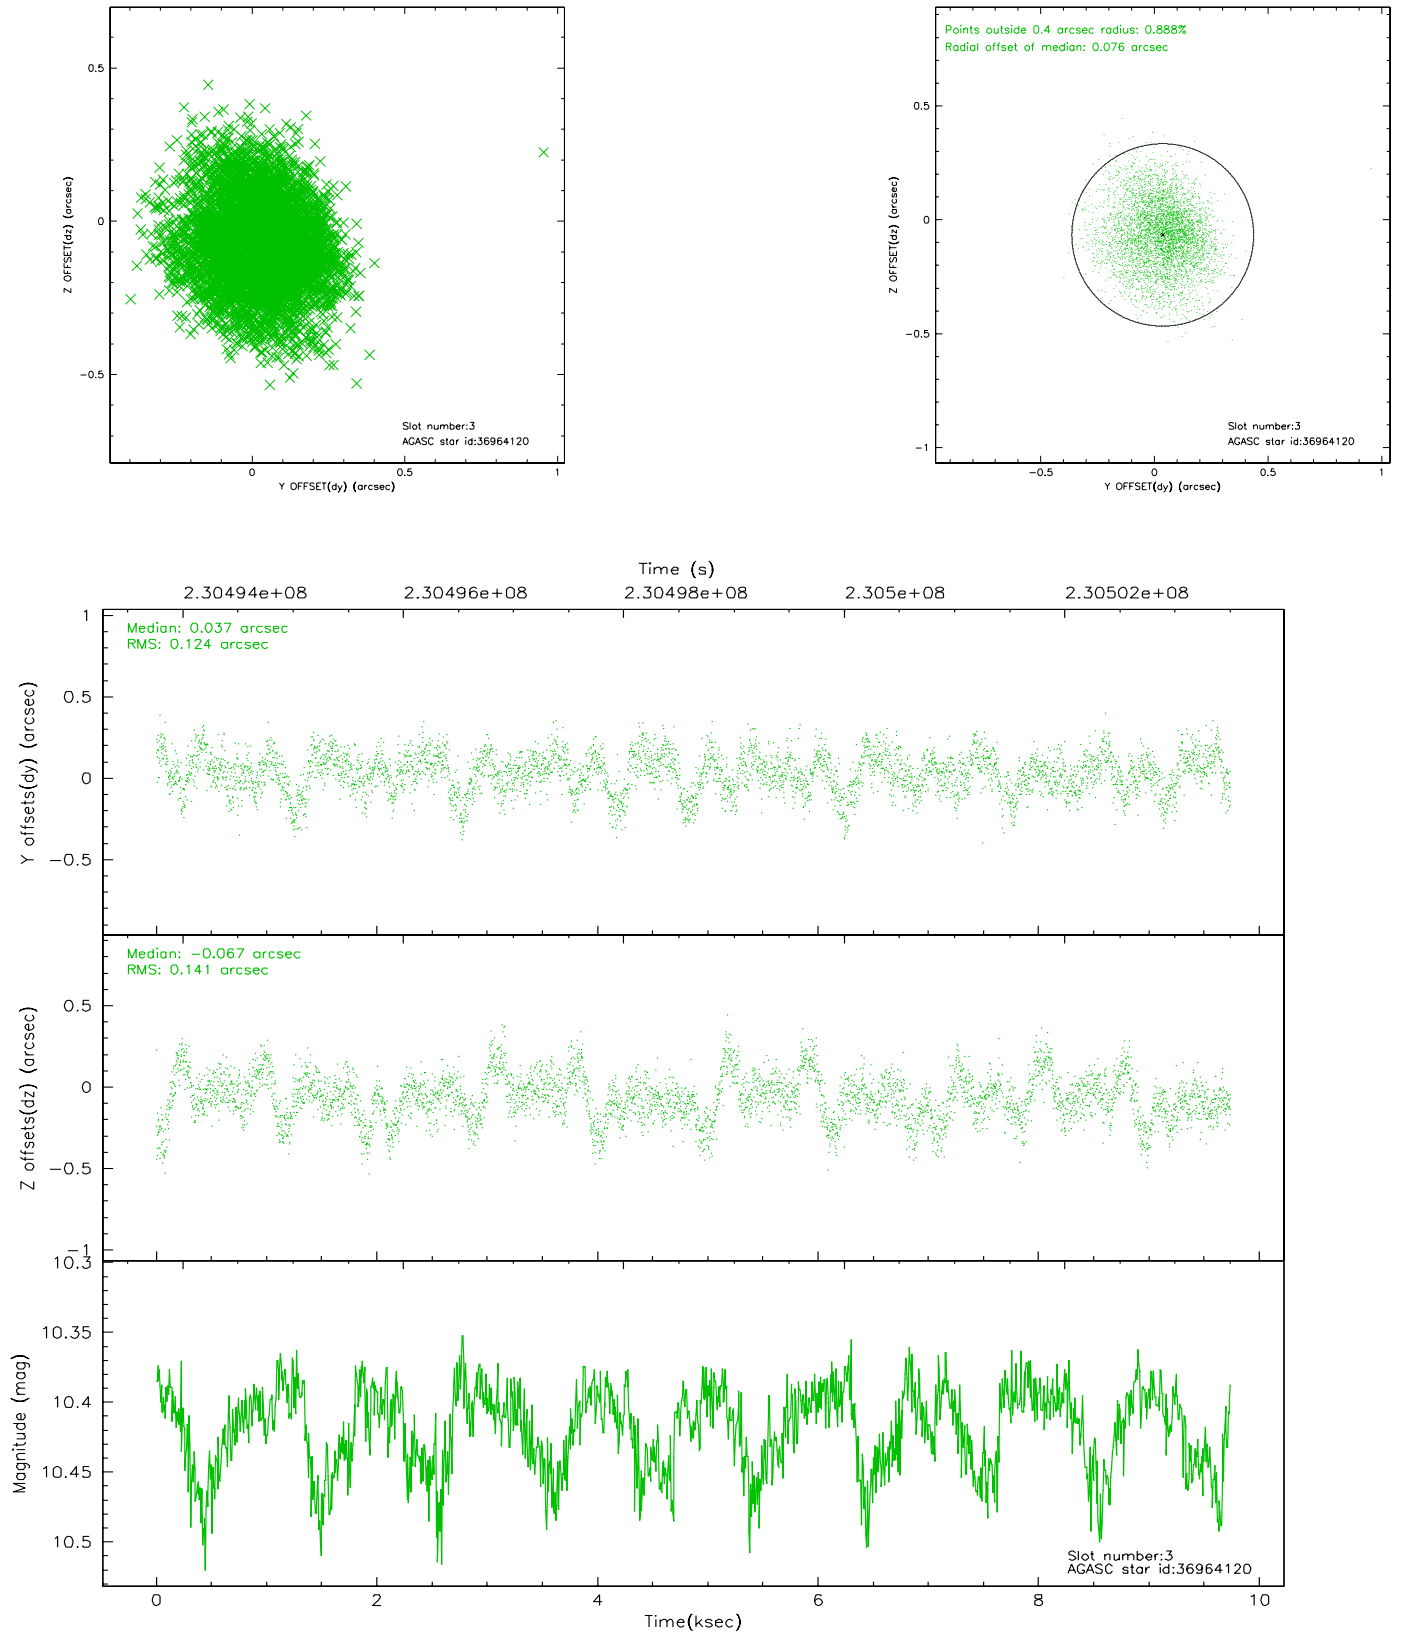 0.5
0
−0.5
Z OFFSET(dz) (arcsec)
0
0.5
1
Y OFFSET(dy) (arcsec)
Slot number:3
AGASC star id:36964120
Points outside 0.4 arcsec radius: 0.888%
Radial offset of median: 0.076 arcsec
0.5
0
−0.5
−1
Z OFFSET(dz) (arcsec)
−0.5
0
0.5
1
Y OFFSET(dy) (arcsec)
Slot number:3
AGASC star id:36964120
Time (s)
2.30494e+08 2.30496e+08 2.30498e+08 2.305e+08 2.30502e+08
Median: 0.037 arcsec
RMS: 0.124 arcsec
1
0.5
0
−0.5
Y offsets(dy) (arcsec)
Median: −0.067 arcsec
RMS: 0.141 arcsec
0.5
0
−0.5
−1
Z offsets(dz) (arcsec)
10.3
10.35
10.4
10.45
10.5
Magnitude (mag)
Slot number:3
AGASC star id:36964120
0 2 4 6 8 10
Time(ksec)